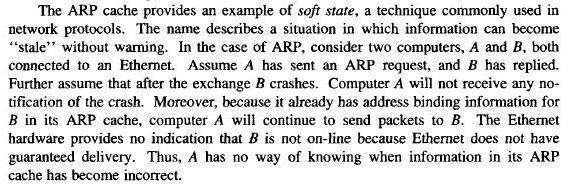 The ARP cache provides an example of soft state, a technique commonly used in
network protocols. The name describes a situation in which information can become
‘‘stale’’ without warning. In the case of ARP, consider two computers, A and B, both
connected to an Ethernet. Assume A has sent an ARP request, and B has replied.
Further assume that after the exchange B crashes. Computer A will not receive any no-
tification of the crash. Moreover, because it already has address binding information for
B in its ARP cache, computer A will continue to send packets to B. The Ethernet
hardware provides no indication that B is not on-line because Ethernet does not have
guaranteed delivery. Thus, A has no way of knowing when information in its ARP
cache has become incorrect.